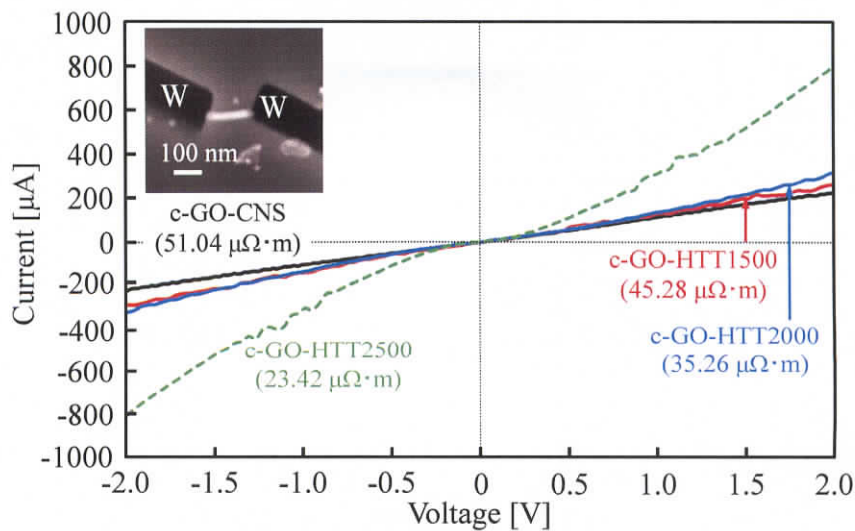 1000
800
600
400
200
0
-200
-400
-600
-800
-1000
Current [μA]
W W
100 nm
c-GO-CNS
(51.04 μΩ·m)
c-GO-HTT1500
(45.28 μΩ·m)
c-GO-HTT2000
(35.26 μΩ·m)
c-GO-HTT2500
(23.42 μΩ·m)
-2.0 -1.5 -1.0 -0.5 0 0.5 1.0 1.5 2.0
Voltage [V]